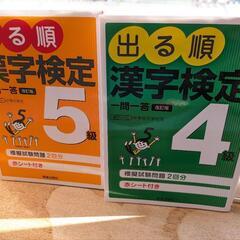 出る順
漢字検定
一問一答 改訂版
5級
模擬試験問題2回分
赤シート付き
出る順
漢字検定
一問一答 改訂版
4級
模擬試験問題2回分
赤シート付き